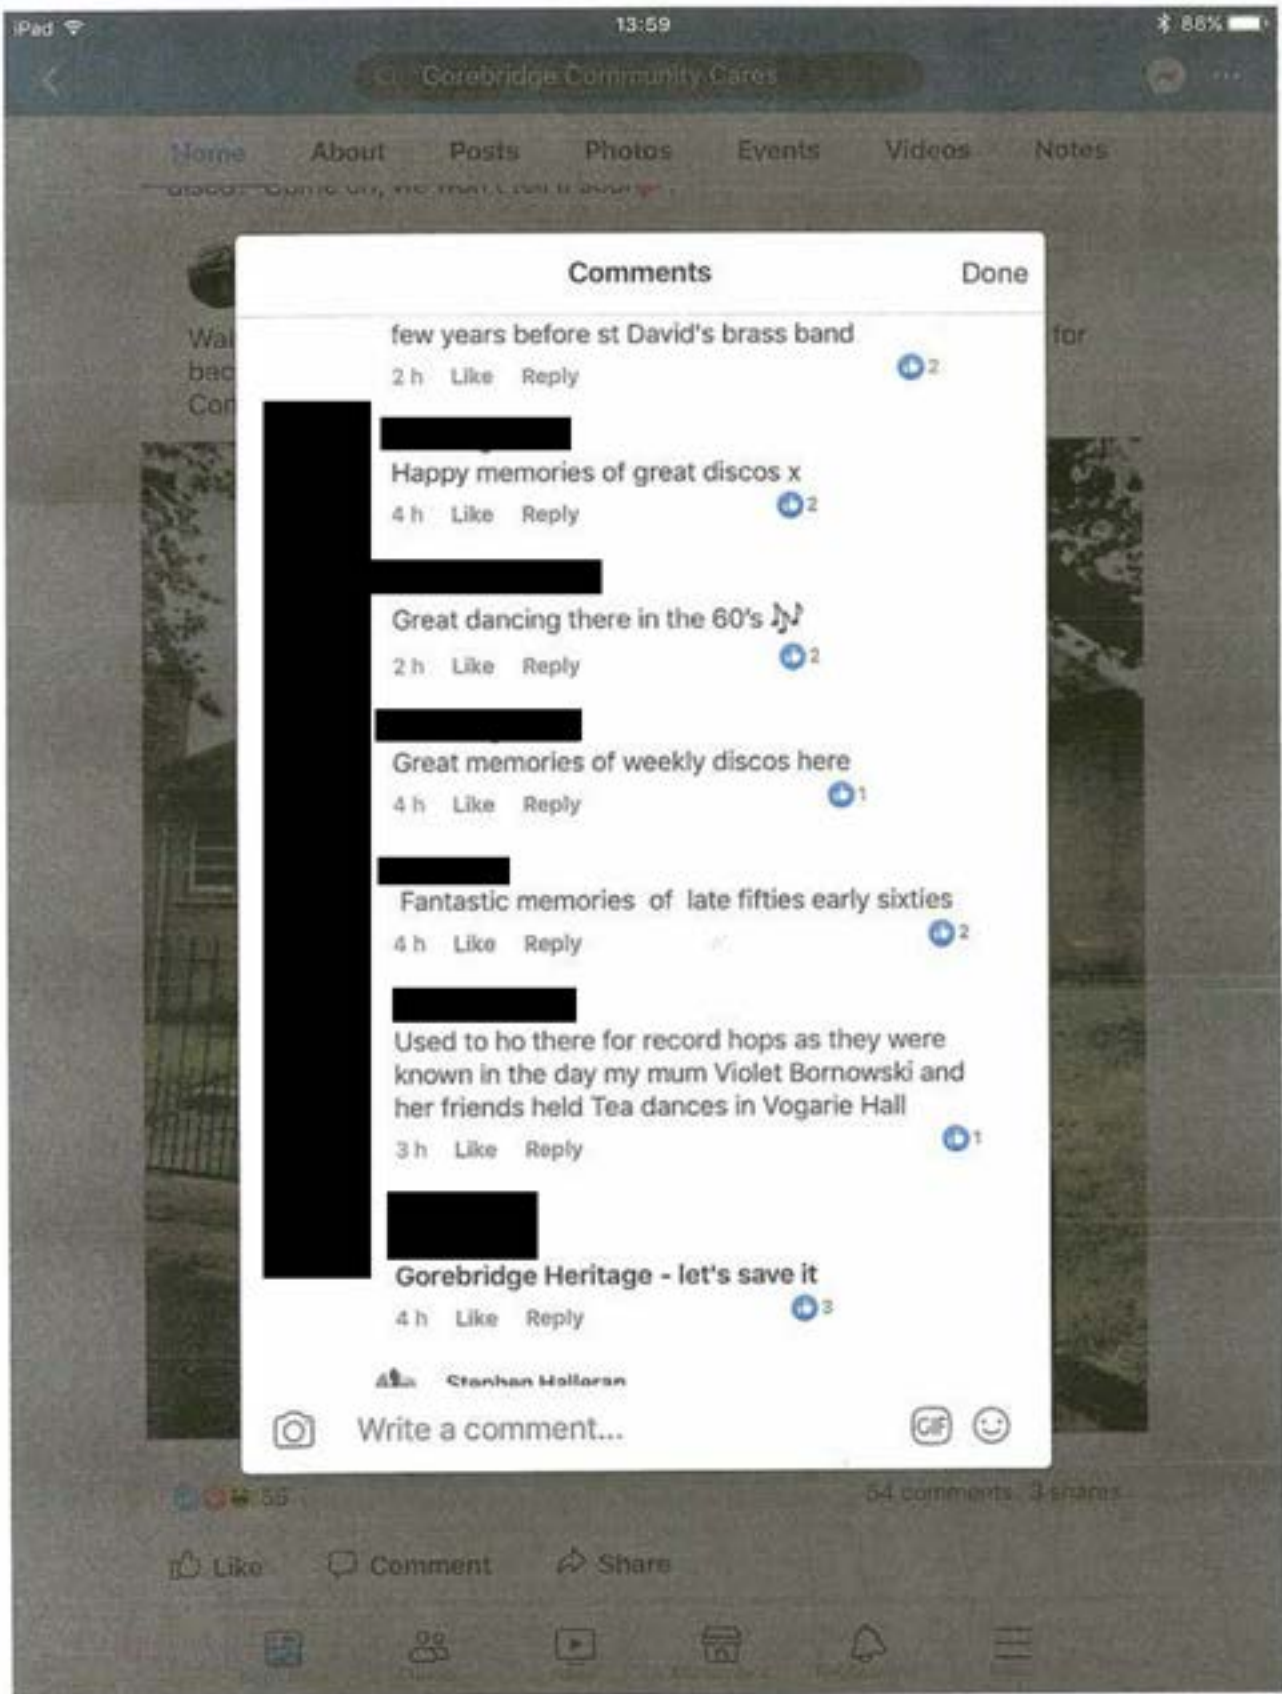 iPad
13:59
88%
Gorebridge Community Cares
Home About Posts Photos Events Videos Notes
Comments Done
Wal for
bac
Con
few years before st David's brass band
2 h Like Reply 2
Happy memories of great discos x
4 h Like Reply 2
Great dancing there in the 60's 🎶
2 h Like Reply 2
Great memories of weekly discos here
4 h Like Reply 1
Fantastic memories of late fifties early sixties
4 h Like Reply 2
Used to ho there for record hops as they were
known in the day my mum Violet Bornowski and
her friends held Tea dances in Vogarie Hall
3 h Like Reply 1
Gorebridge Heritage - let's save it
4 h Like Reply 3
Stephen Halloran
Write a comment... GIF
55 54 comments 3 shares
Like Comment Share